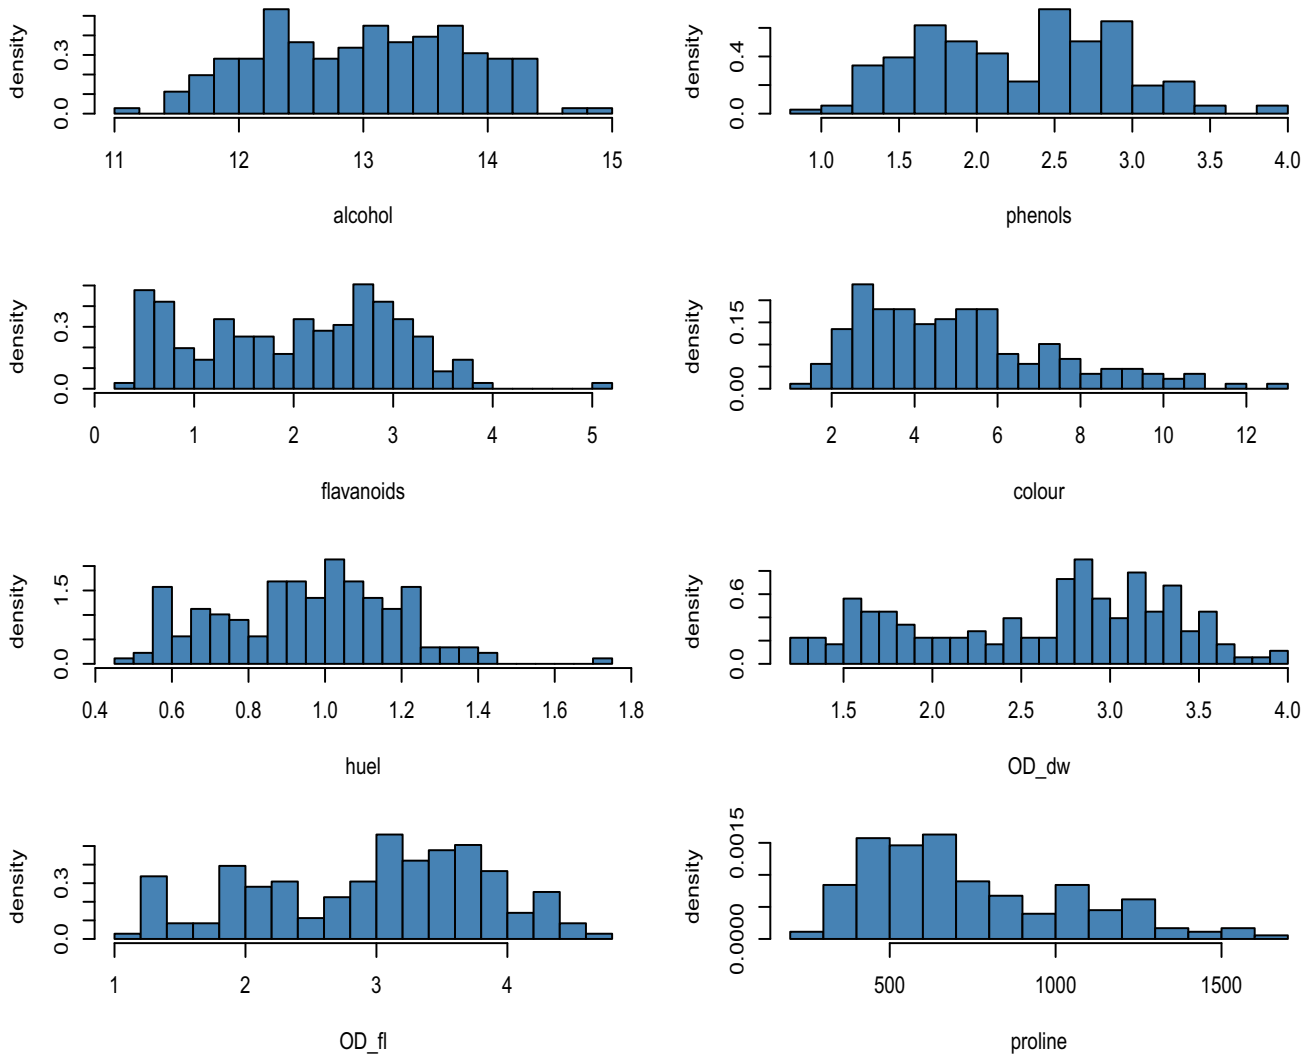 density
0.0 0.3
11 12 13 14 15
alcohol
density
0.0 0.4
1.0 1.5 2.0 2.5 3.0 3.5 4.0
phenols
density
0.0 0.3
0 1 2 3 4 5
flavanoids
density
0.00 0.15
2 4 6 8 10 12
colour
density
0.0 1.5
0.4 0.6 0.8 1.0 1.2 1.4 1.6 1.8
huel
density
0.0 0.6
1.5 2.0 2.5 3.0 3.5 4.0
OD_dw
density
0.0 0.3
1 2 3 4
OD_fl
density
0.0000 0.0015
500 1000 1500
proline